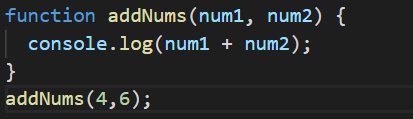 function addNums(num1, num2) {
  console.log(num1 + num2);
}
addNums(4,6);